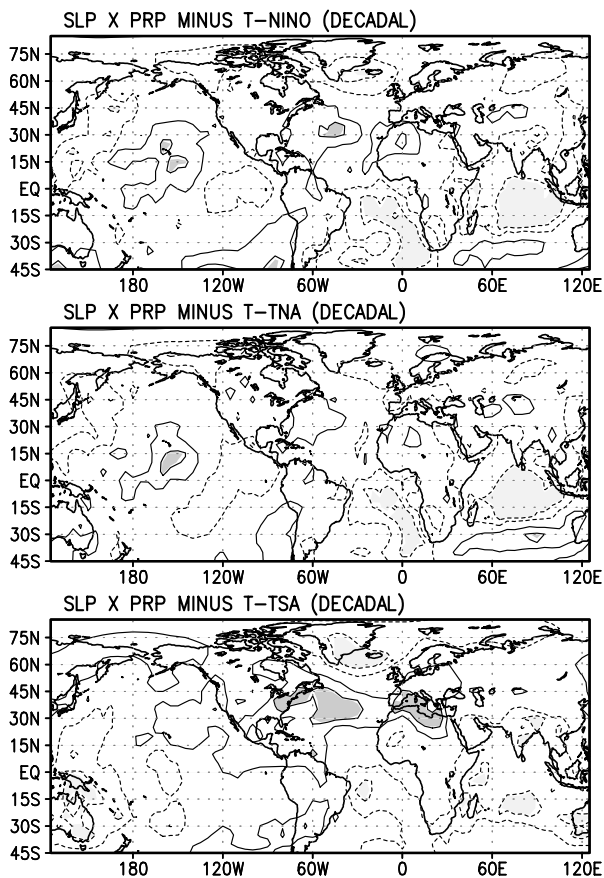 SLP X PRP MINUS T-NINO (DECADAL)
75N
60N
45N
30N
15N
EQ
15S
30S
45S
180 120W 60W 0 60E 120E
SLP X PRP MINUS T-TNA (DECADAL)
75N
60N
45N
30N
15N
EQ
15S
30S
45S
180 120W 60W 0 60E 120E
SLP X PRP MINUS T-TSA (DECADAL)
75N
60N
45N
30N
15N
EQ
15S
30S
45S
180 120W 60W 0 60E 120E